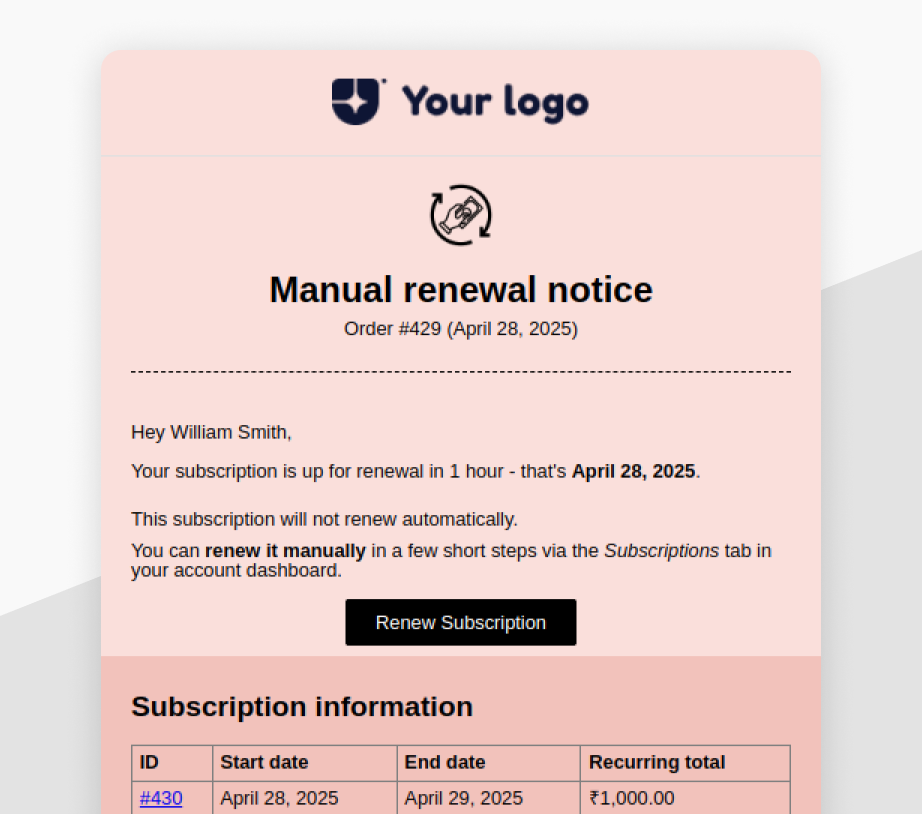 Your logo
Manual renewal notice
Order #429 (April 28, 2025)
Hey William Smith,
Your subscription is up for renewal in 1 hour - that's April 28, 2025.
This subscription will not renew automatically.
You can renew it manually in a few short steps via the Subscriptions tab in
your account dashboard.
Renew Subscription
Subscription information
ID Start date End date Recurring total
#430 April 28, 2025 April 29, 2025 ₹1,000.00